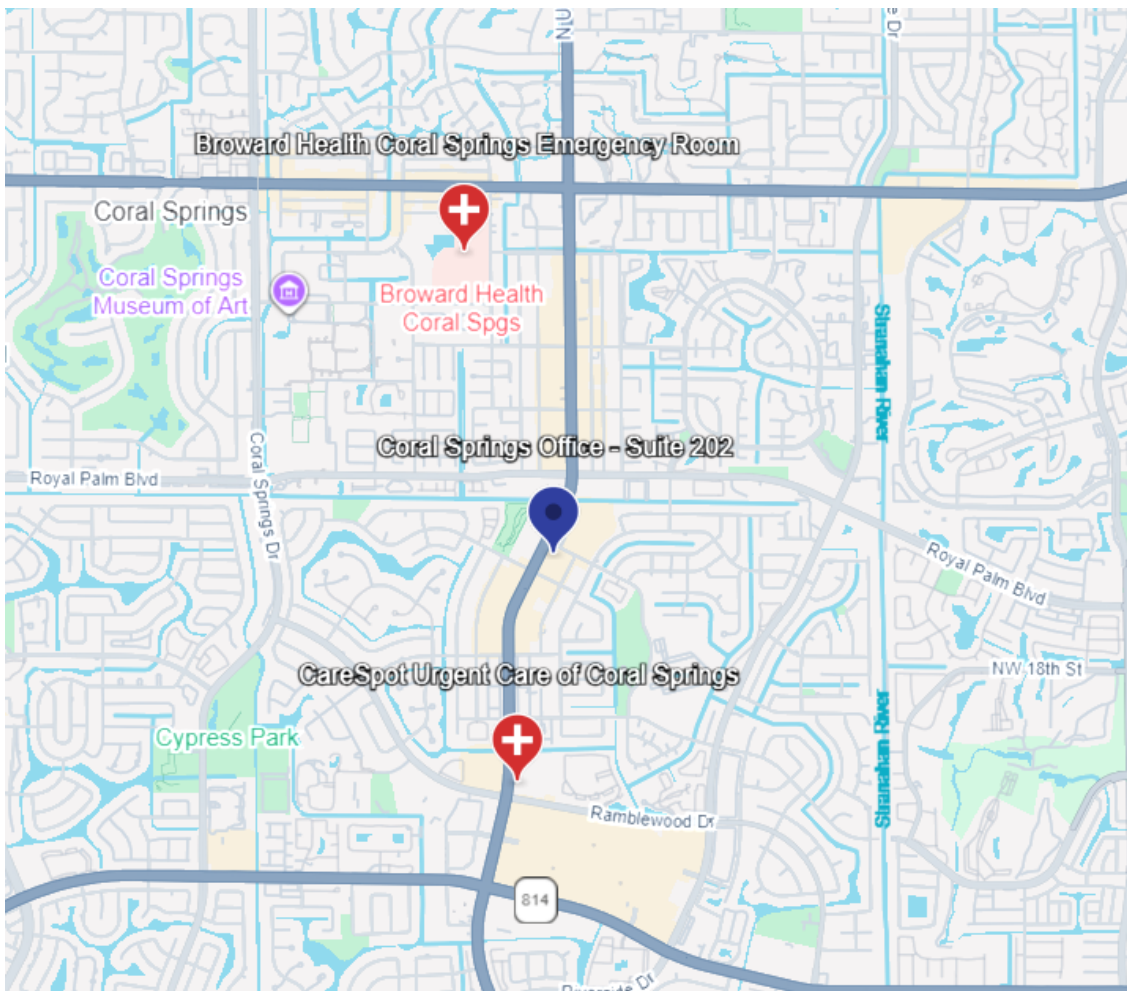 Broward Health Coral Springs Emergency Room
Coral Springs
Coral Springs
Museum of Art
Broward Health
Coral Spgs
Stranahan River
Coral Springs Office - Suite 202
Royal Palm Blvd
Coral Springs Dr
Royal Palm Blvd
CareSpot Urgent Care of Coral Springs
NW 18th St
Cypress Park
Stranahan River
Ramblewood Dr
814